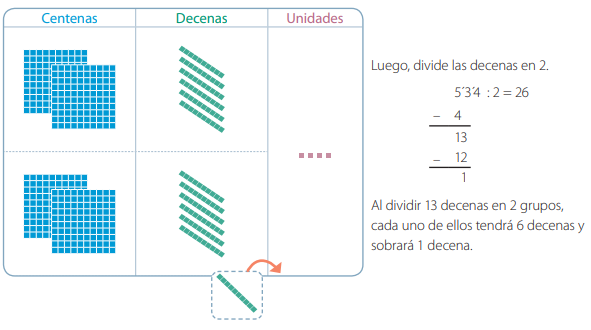 Centenas
Decenas
Unidades
Luego, divide las decenas en 2.
5´3´4 : 2 = 26
– 4
13
– 12
1
Al dividir 13 decenas en 2 grupos,
cada uno de ellos tendrá 6 decenas y
sobrará 1 decena.